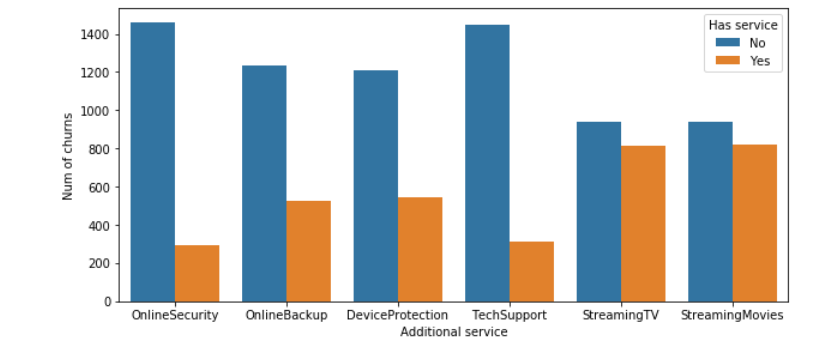 Has service
No
Yes
Num of churns
1400
1200
1000
800
600
400
200
0
OnlineSecurity OnlineBackup DeviceProtection TechSupport StreamingTV StreamingMovies
Additional service